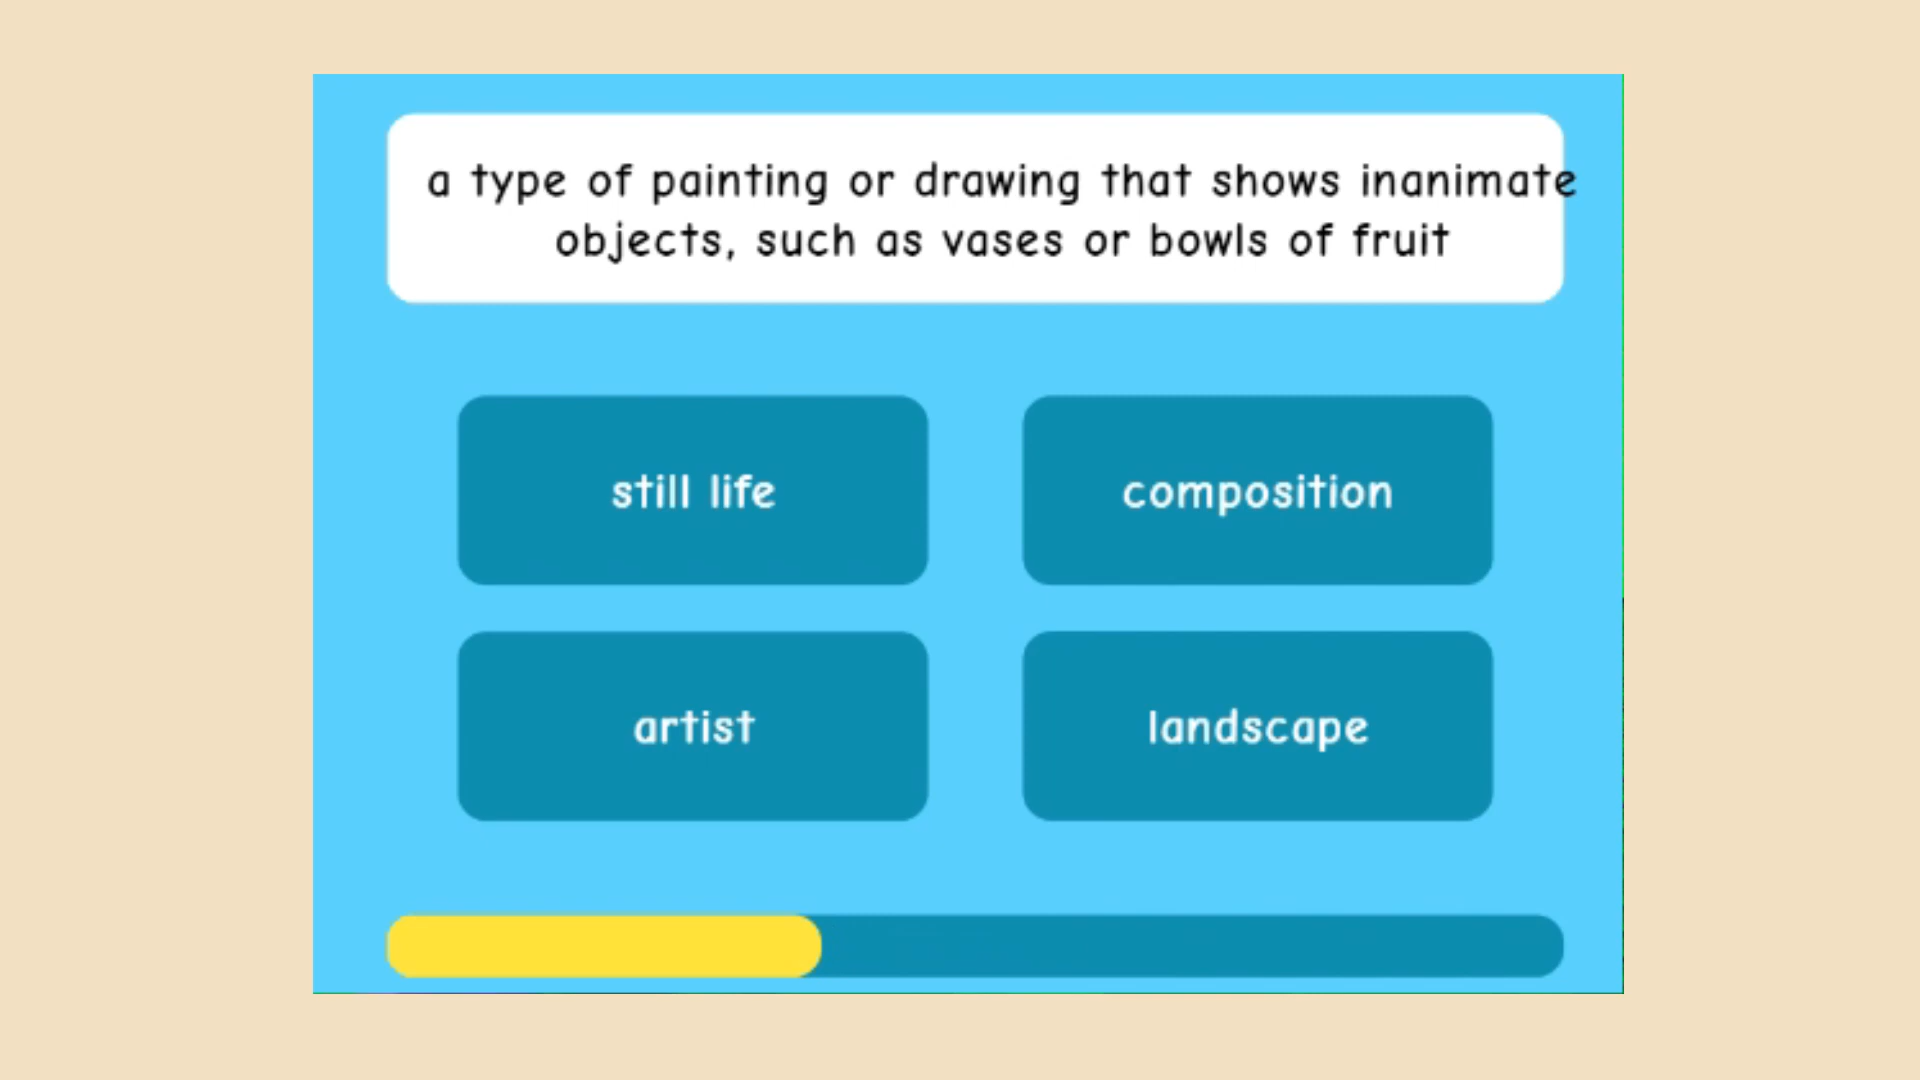 a type of painting or drawing that shows inanimate
objects, such as vases or bowls of fruit
still life
composition
artist
landscape